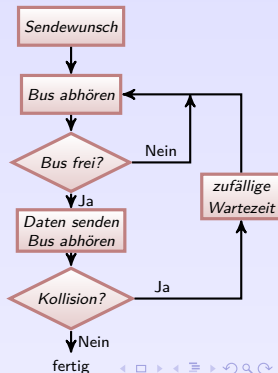 Sendewunsch
Bus abhören
Bus frei?
Nein
Ja
Daten senden
Bus abhören
zufällige
Wartezeit
Kollision?
Ja
Nein
fertig